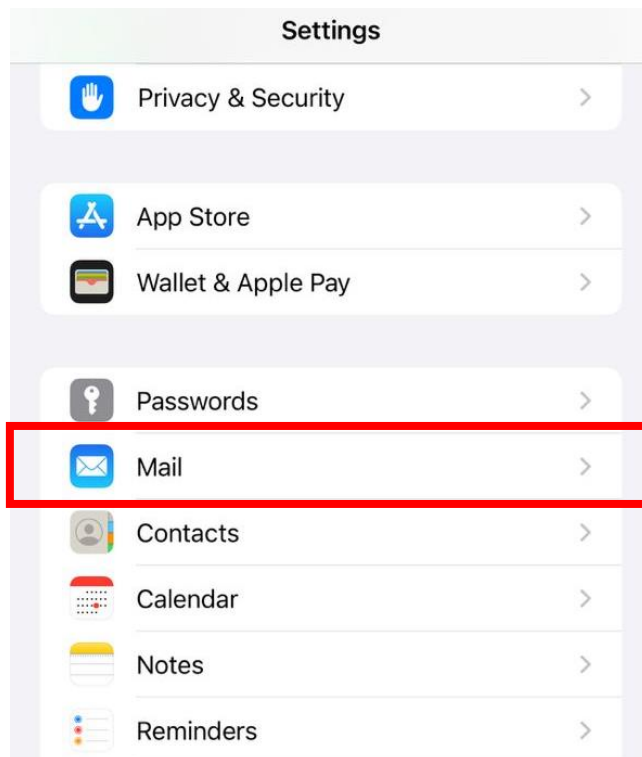 Settings
Privacy & Security
App Store
Wallet & Apple Pay
Passwords
Mail
Contacts
Calendar
Notes
Reminders